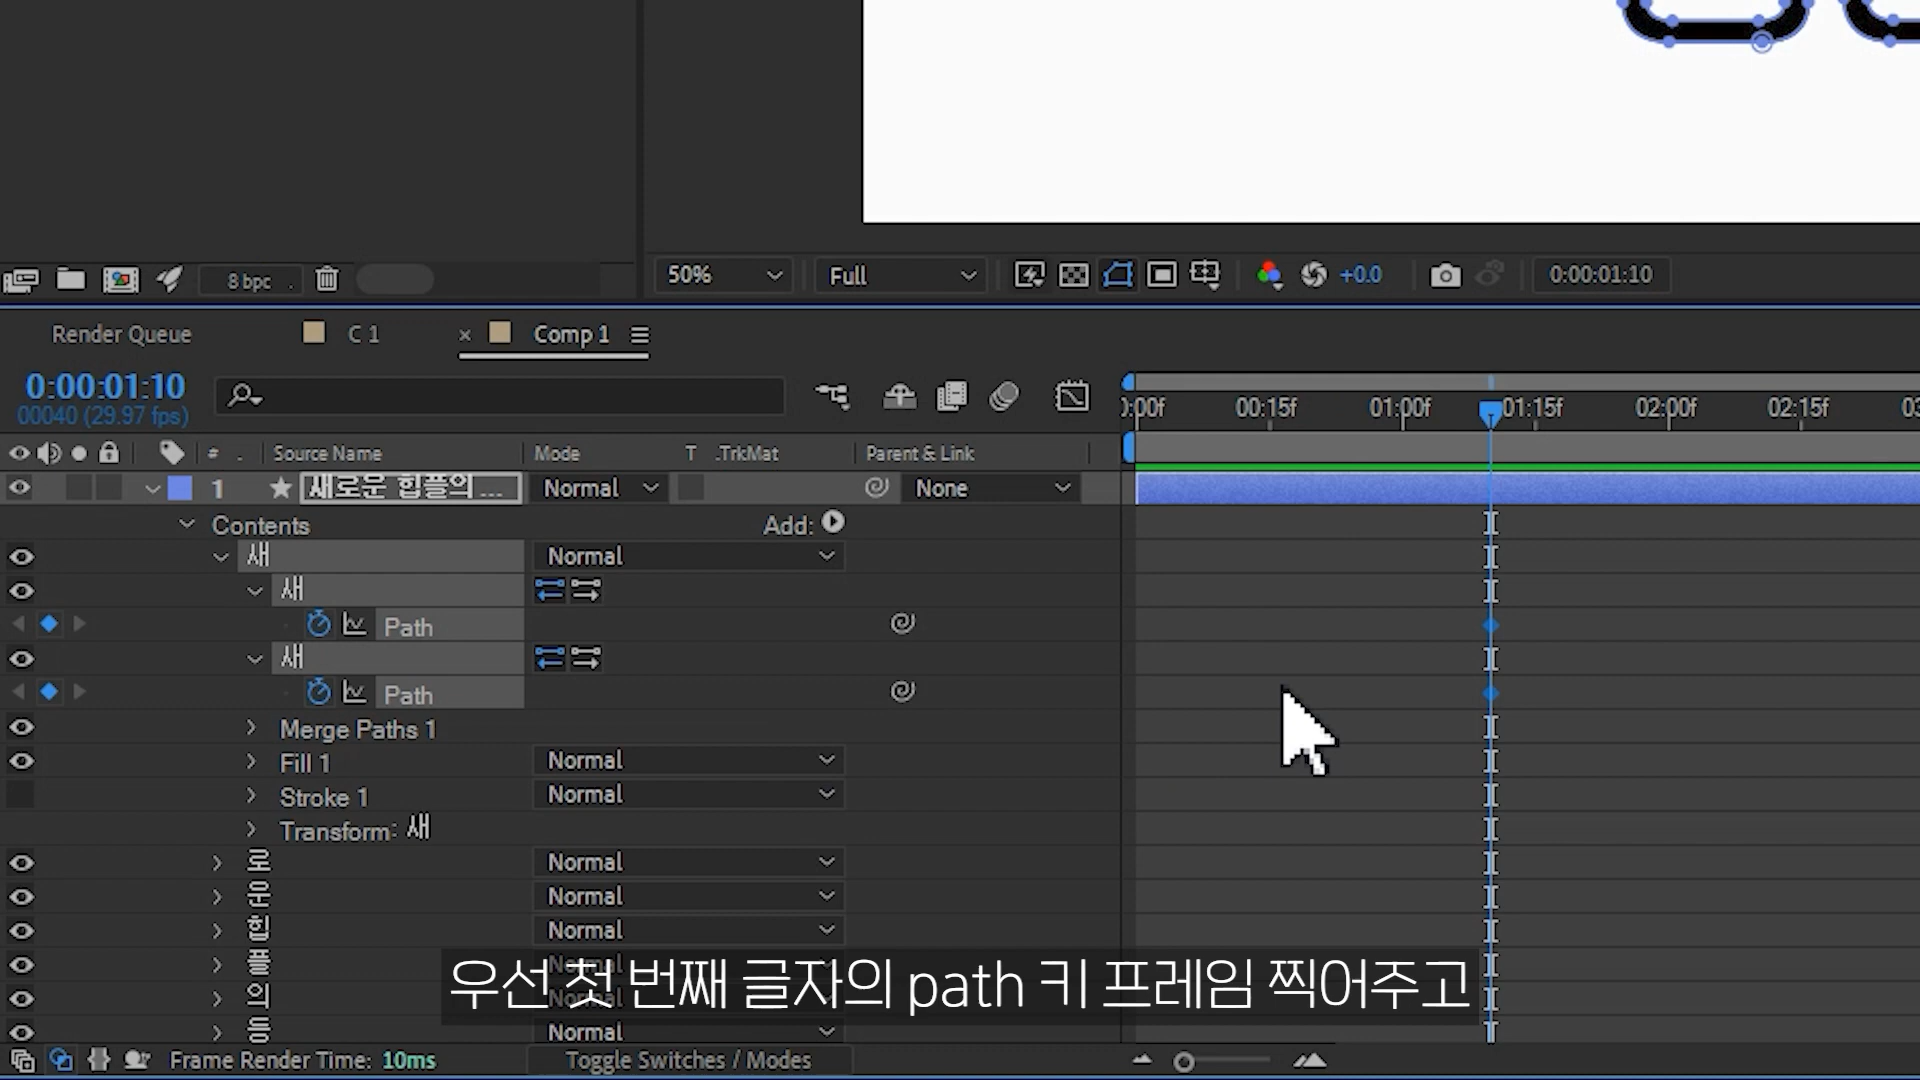 8 bpc
50% Full +0.0 0:00:01:10
Render Queue C 1 × Comp 1
0:00:01:10
00040 (29.97 fps)
):00f 00:15f 01:00f 01:15f 02:00f 02:15f 03
# Source Name Mode T .TrkMat Parent & Link
1 새로운 힙플의 ... Normal None
Contents Add:
새 Normal
새
Path
새
Path
Merge Paths 1
Fill 1 Normal
Stroke 1 Normal
Transform: 새
로 Normal
운 Normal
힙 Normal
플 Normal
의 Normal
등 Normal
우선 첫 번째 글자의 path 키 프레임 찍어주고
Frame Render Time: 10ms Toggle Switches / Modes